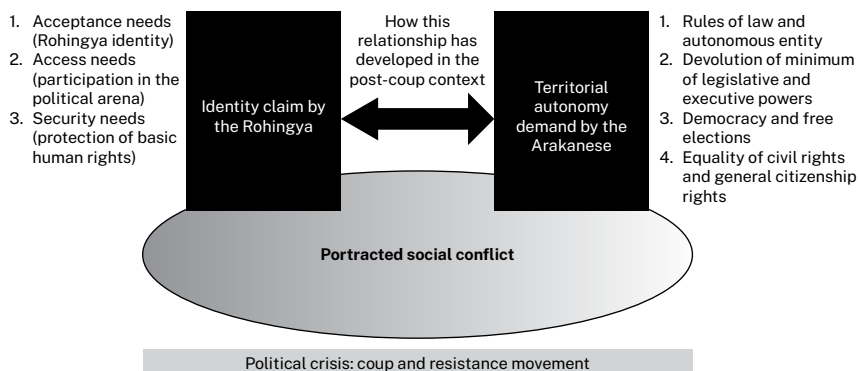 1. Acceptance needs
(Rohingya identity)
2. Access needs
(participation in the
political arena)
3. Security needs
(protection of basic
human rights)
Identity claim by
the Rohingya
How this
relationship has
developed in the
post-coup context
Territorial
autonomy
demand by the
Arakanese
1. Rules of law and
autonomous entity
2. Devolution of minimum
of legislative and
executive powers
3. Democracy and free
elections
4. Equality of civil rights
and general citizenship
rights
Portracted social conflict
Political crisis: coup and resistance movement